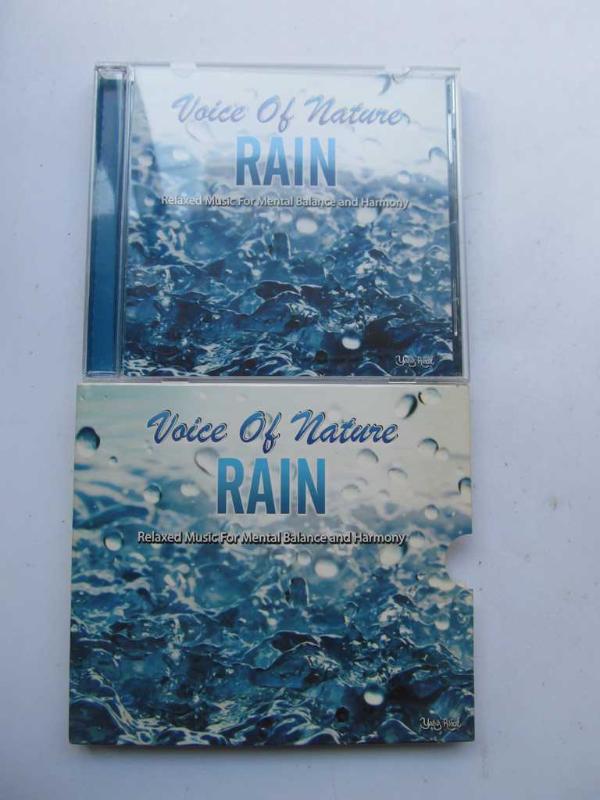 Voice Of Nature
RAIN
Relaxed Music For Mental Balance and Harmony
Voice Of Nature
RAIN
Relaxed Music For Mental Balance and Harmony